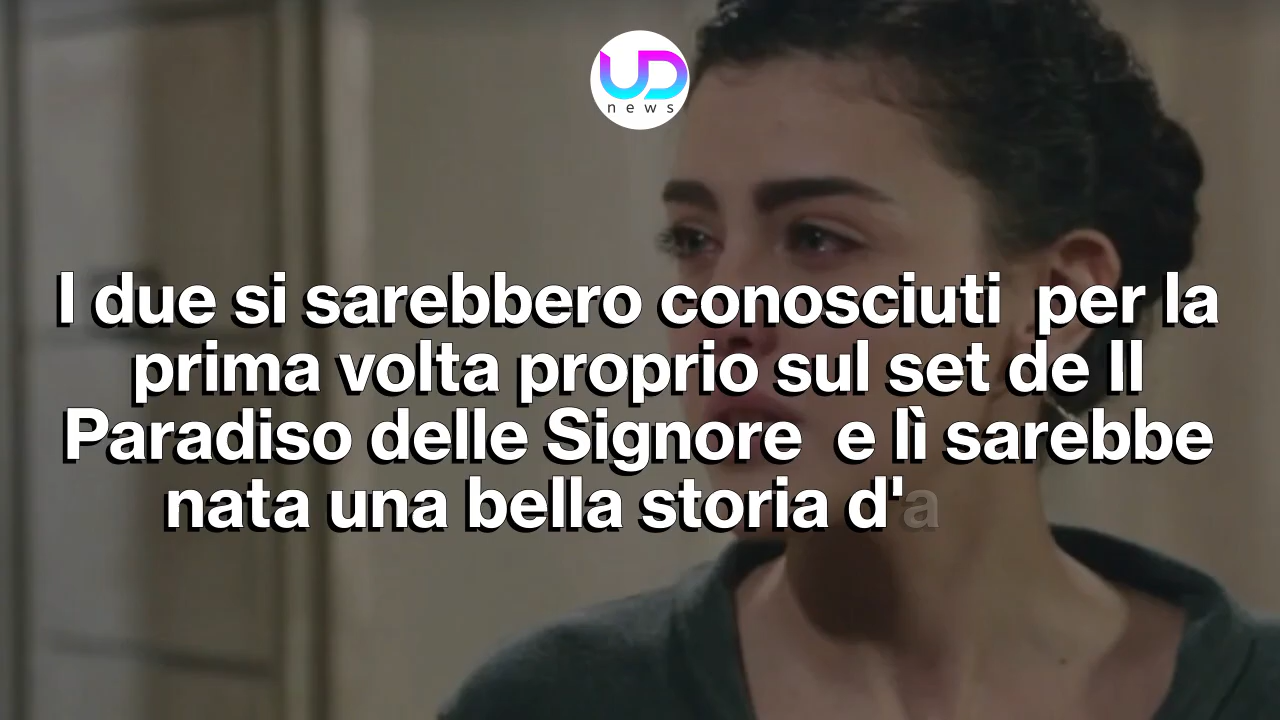 UD
news
I due si sarebbero conosciuti per la
prima volta proprio sul set de Il
Paradiso delle Signore e lì sarebbe
nata una bella storia d'a